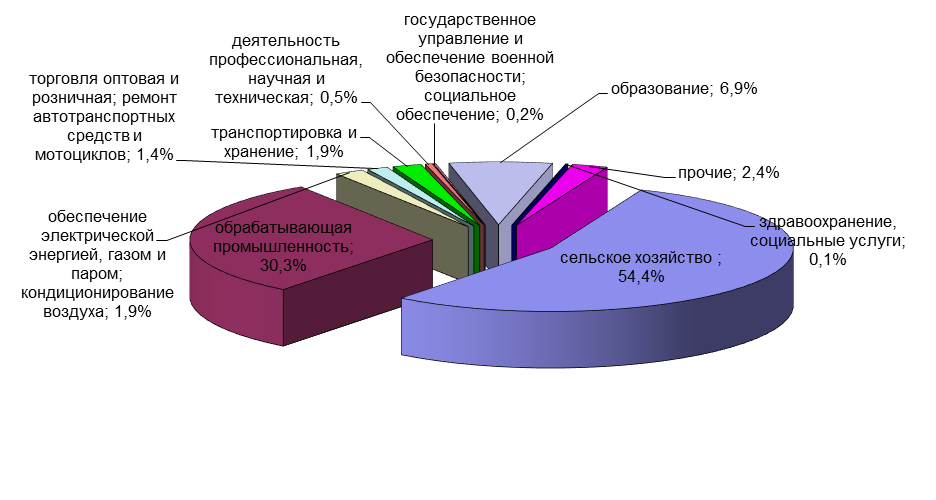 государственное
управление и
обеспечение военной
безопасности;
социальное
обеспечение; 0,2%
деятельность
профессиональная,
научная и
техническая; 0,5%
торговля оптовая и
розничная; ремонт
автотранспортных
средств и
мотоциклов; 1,4%
транспортировка и
хранение; 1,9%
образование; 6,9%
прочие; 2,4%
здравоохранение,
социальные услуги;
0,1%
обеспечение
электрической
энергией, газом и
паром;
кондиционирование
воздуха; 1,9%
обрабатывающая
промышленность;
30,3%
сельское хозяйство ;
54,4%